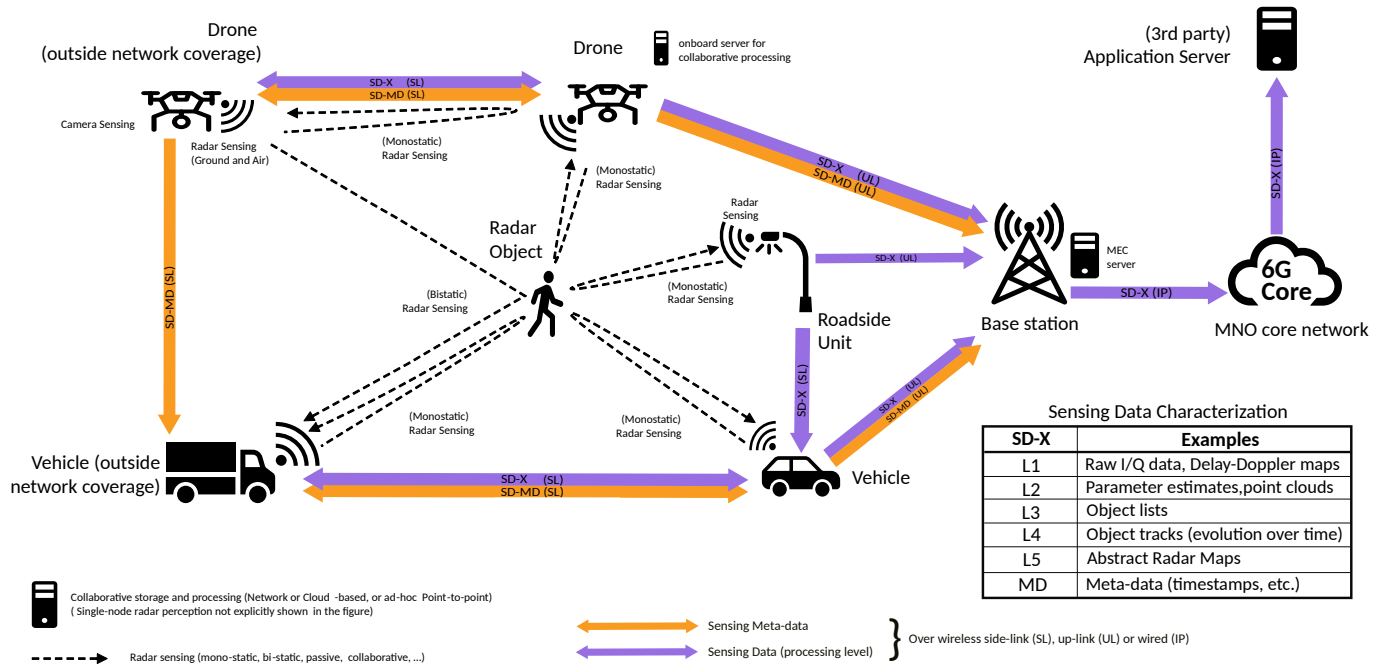 Drone
(outside network coverage)
Drone
onboard server for
collaborative processing
(3rd party)
Application Server
SD-X (SL)
SD-MD (SL)
Camera Sensing
Radar Sensing
(Ground and Air)
(Monostatic)
Radar Sensing
(Monostatic)
Radar Sensing
SD-X (UL)
SD-MD (UL)
SD-X (IP)
Radar
Sensing
Radar
Object
SD-X (UL)
MEC
server
6G
Core
SD-X (IP)
(Bistatic)
Radar Sensing
(Monostatic)
Radar Sensing
SD-MD (SL)
Roadside
Unit
Base station
MNO core network
SD-X (SL)
SD-X (UL)
SD-MD (UL)
(Monostatic)
Radar Sensing
(Monostatic)
Radar Sensing
Vehicle (outside
network coverage)
SD-X (SL)
SD-MD (SL)
Vehicle
Sensing Data Characterization
SD-X Examples
L1 Raw I/Q data, Delay-Doppler maps
L2 Parameter estimates,point clouds
L3 Object lists
L4 Object tracks (evolution over time)
L5 Abstract Radar Maps
MD Meta-data (timestamps, etc.)
Collaborative storage and processing (Network or Cloud -based, or ad-hoc Point-to-point)
( Single-node radar perception not explicitly shown in the figure)
Radar sensing (mono-static, bi-static, passive, collaborative, ...)
Sensing Meta-data
Sensing Data (processing level)
Over wireless side-link (SL), up-link (UL) or wired (IP)